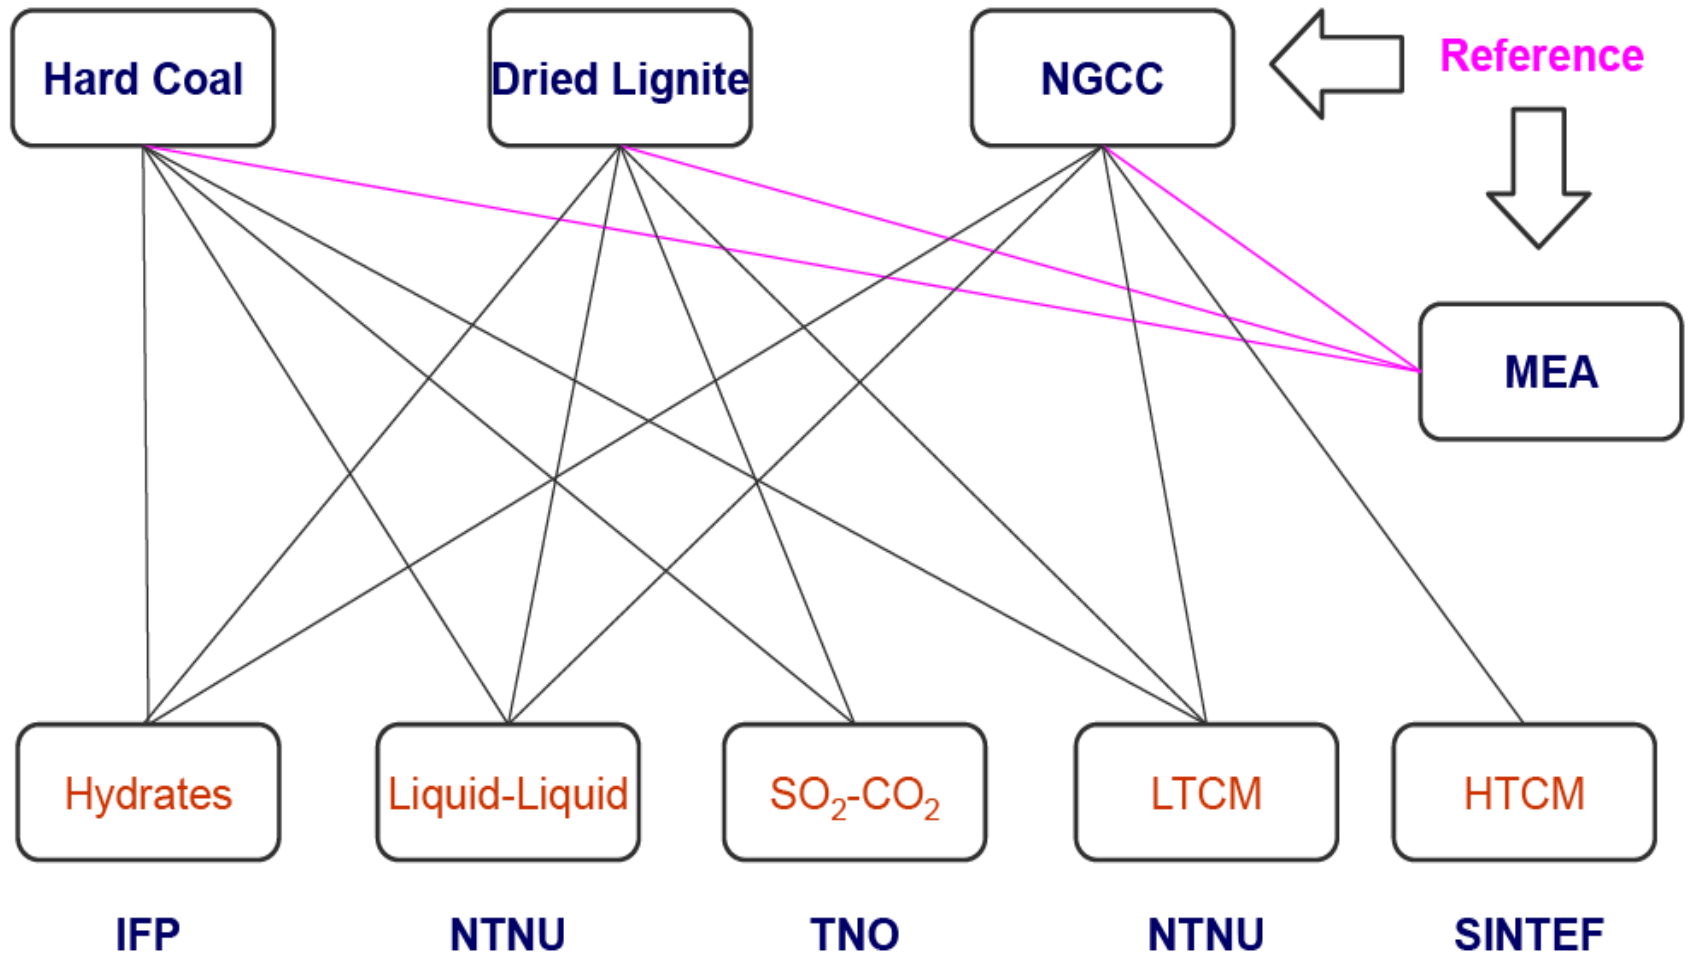 Hard Coal
Dried Lignite
NGCC
Reference
MEA
Hydrates
Liquid-Liquid
SO₂-CO₂
LTCM
HTCM
IFP
NTNU
TNO
NTNU
SINTEF